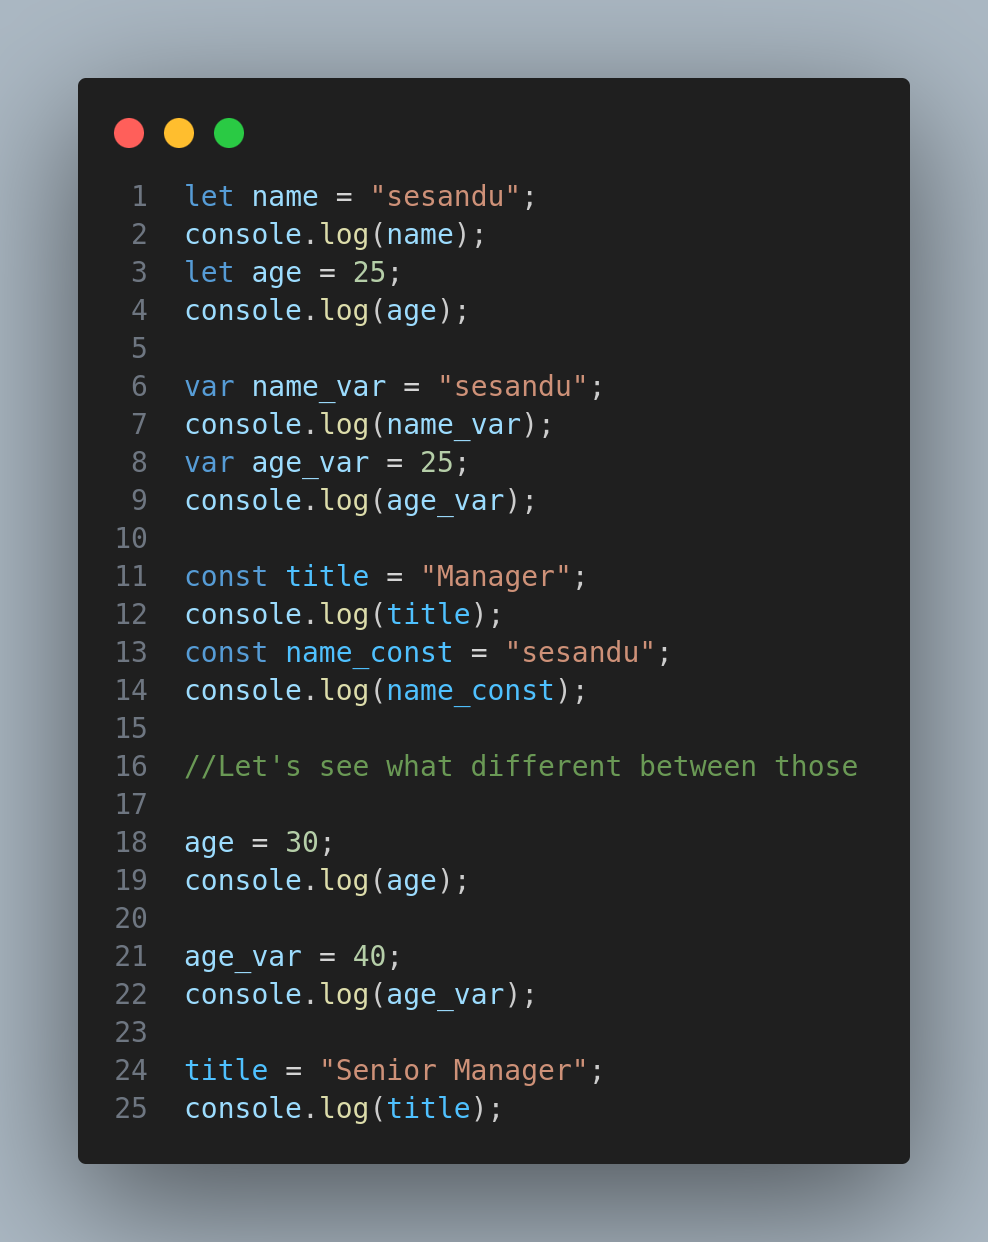 1 let name = "sesandu";
2 console.log(name);
3 let age = 25;
4 console.log(age);
5
6 var name_var = "sesandu";
7 console.log(name_var);
8 var age_var = 25;
9 console.log(age_var);
10
11 const title = "Manager";
12 console.log(title);
13 const name_const = "sesandu";
14 console.log(name_const);
15
16 //Let's see what different between those
17
18 age = 30;
19 console.log(age);
20
21 age_var = 40;
22 console.log(age_var);
23
24 title = "Senior Manager";
25 console.log(title);